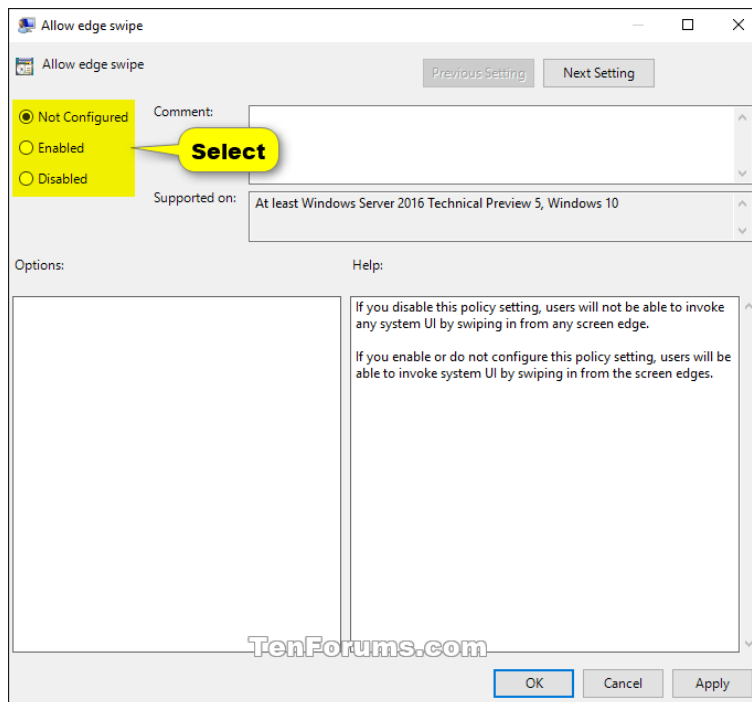 Allow edge swipe
Allow edge swipe
Previous Setting
Next Setting
Not Configured
Enabled
Disabled
Select
Comment:
Supported on:
At least Windows Server 2016 Technical Preview 5, Windows 10
Options:
Help:
If you disable this policy setting, users will not be able to invoke
any system UI by swiping in from any screen edge.
If you enable or do not configure this policy setting, users will be
able to invoke system UI by swiping in from the screen edges.
TenForums.com
OK
Cancel
Apply